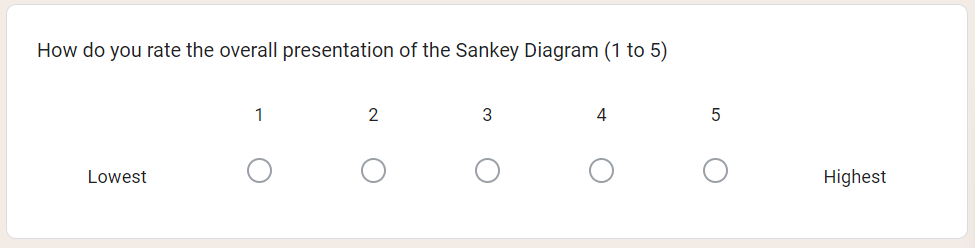 How do you rate the overall presentation of the Sankey Diagram (1 to 5)
1 2 3 4 5
Lowest Highest